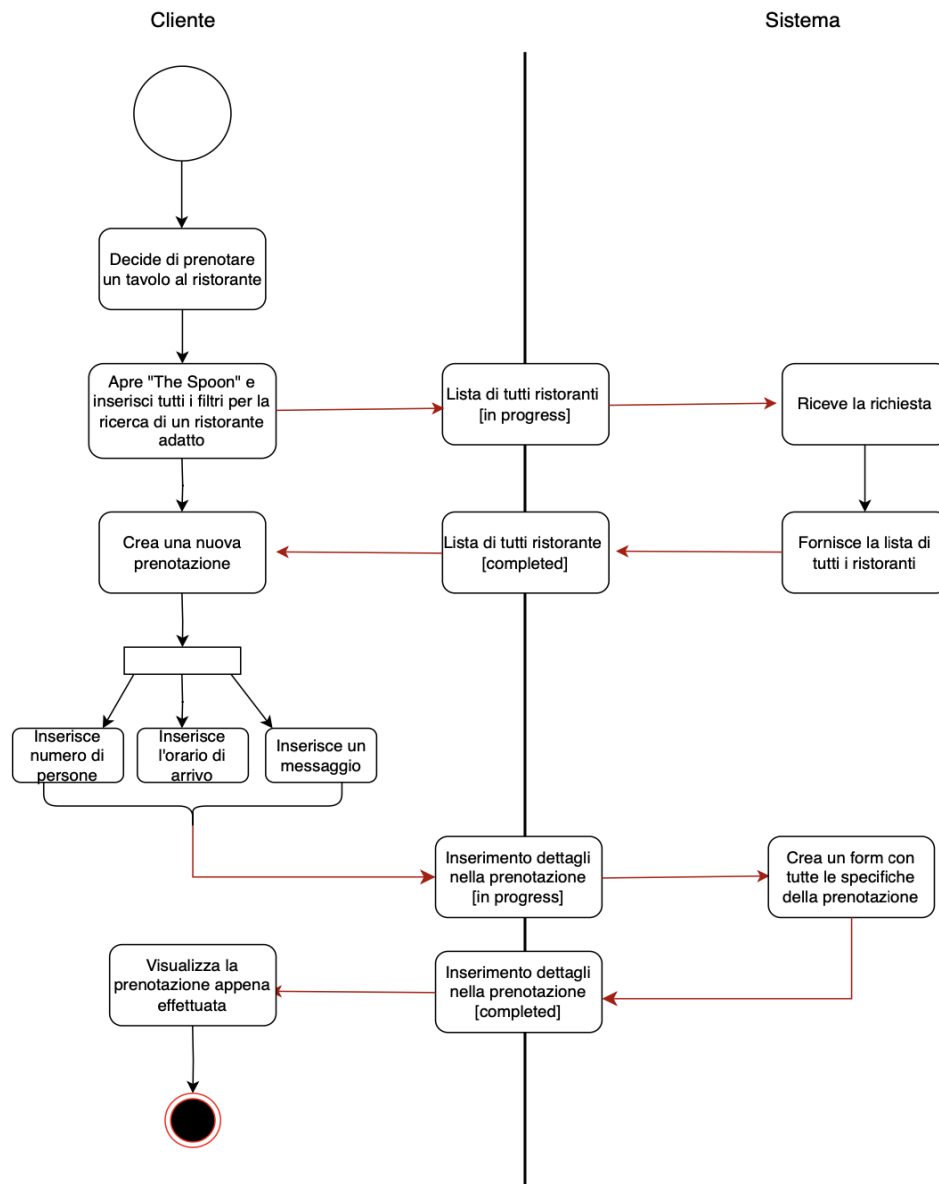 Cliente
Sistema
Decide di prenotare
un tavolo al ristorante
Apre "The Spoon" e
inserisci tutti i filtri per la
ricerca di un ristorante
adatto
Lista di tutti ristoranti
[in progress]
Riceve la richiesta
Crea una nuova
prenotazione
Lista di tutti ristorante
[completed]
Fornisce la lista di
tutti i ristoranti
Inserisce
numero di
persone
Inserisce
l'orario di
arrivo
Inserisce un
messaggio
Inserimento dettagli
nella prenotazione
[in progress]
Crea un form con
tutte le specifiche
della prenotazione
Visualizza la
prenotazione appena
effettuata
Inserimento dettagli
nella prenotazione
[completed]